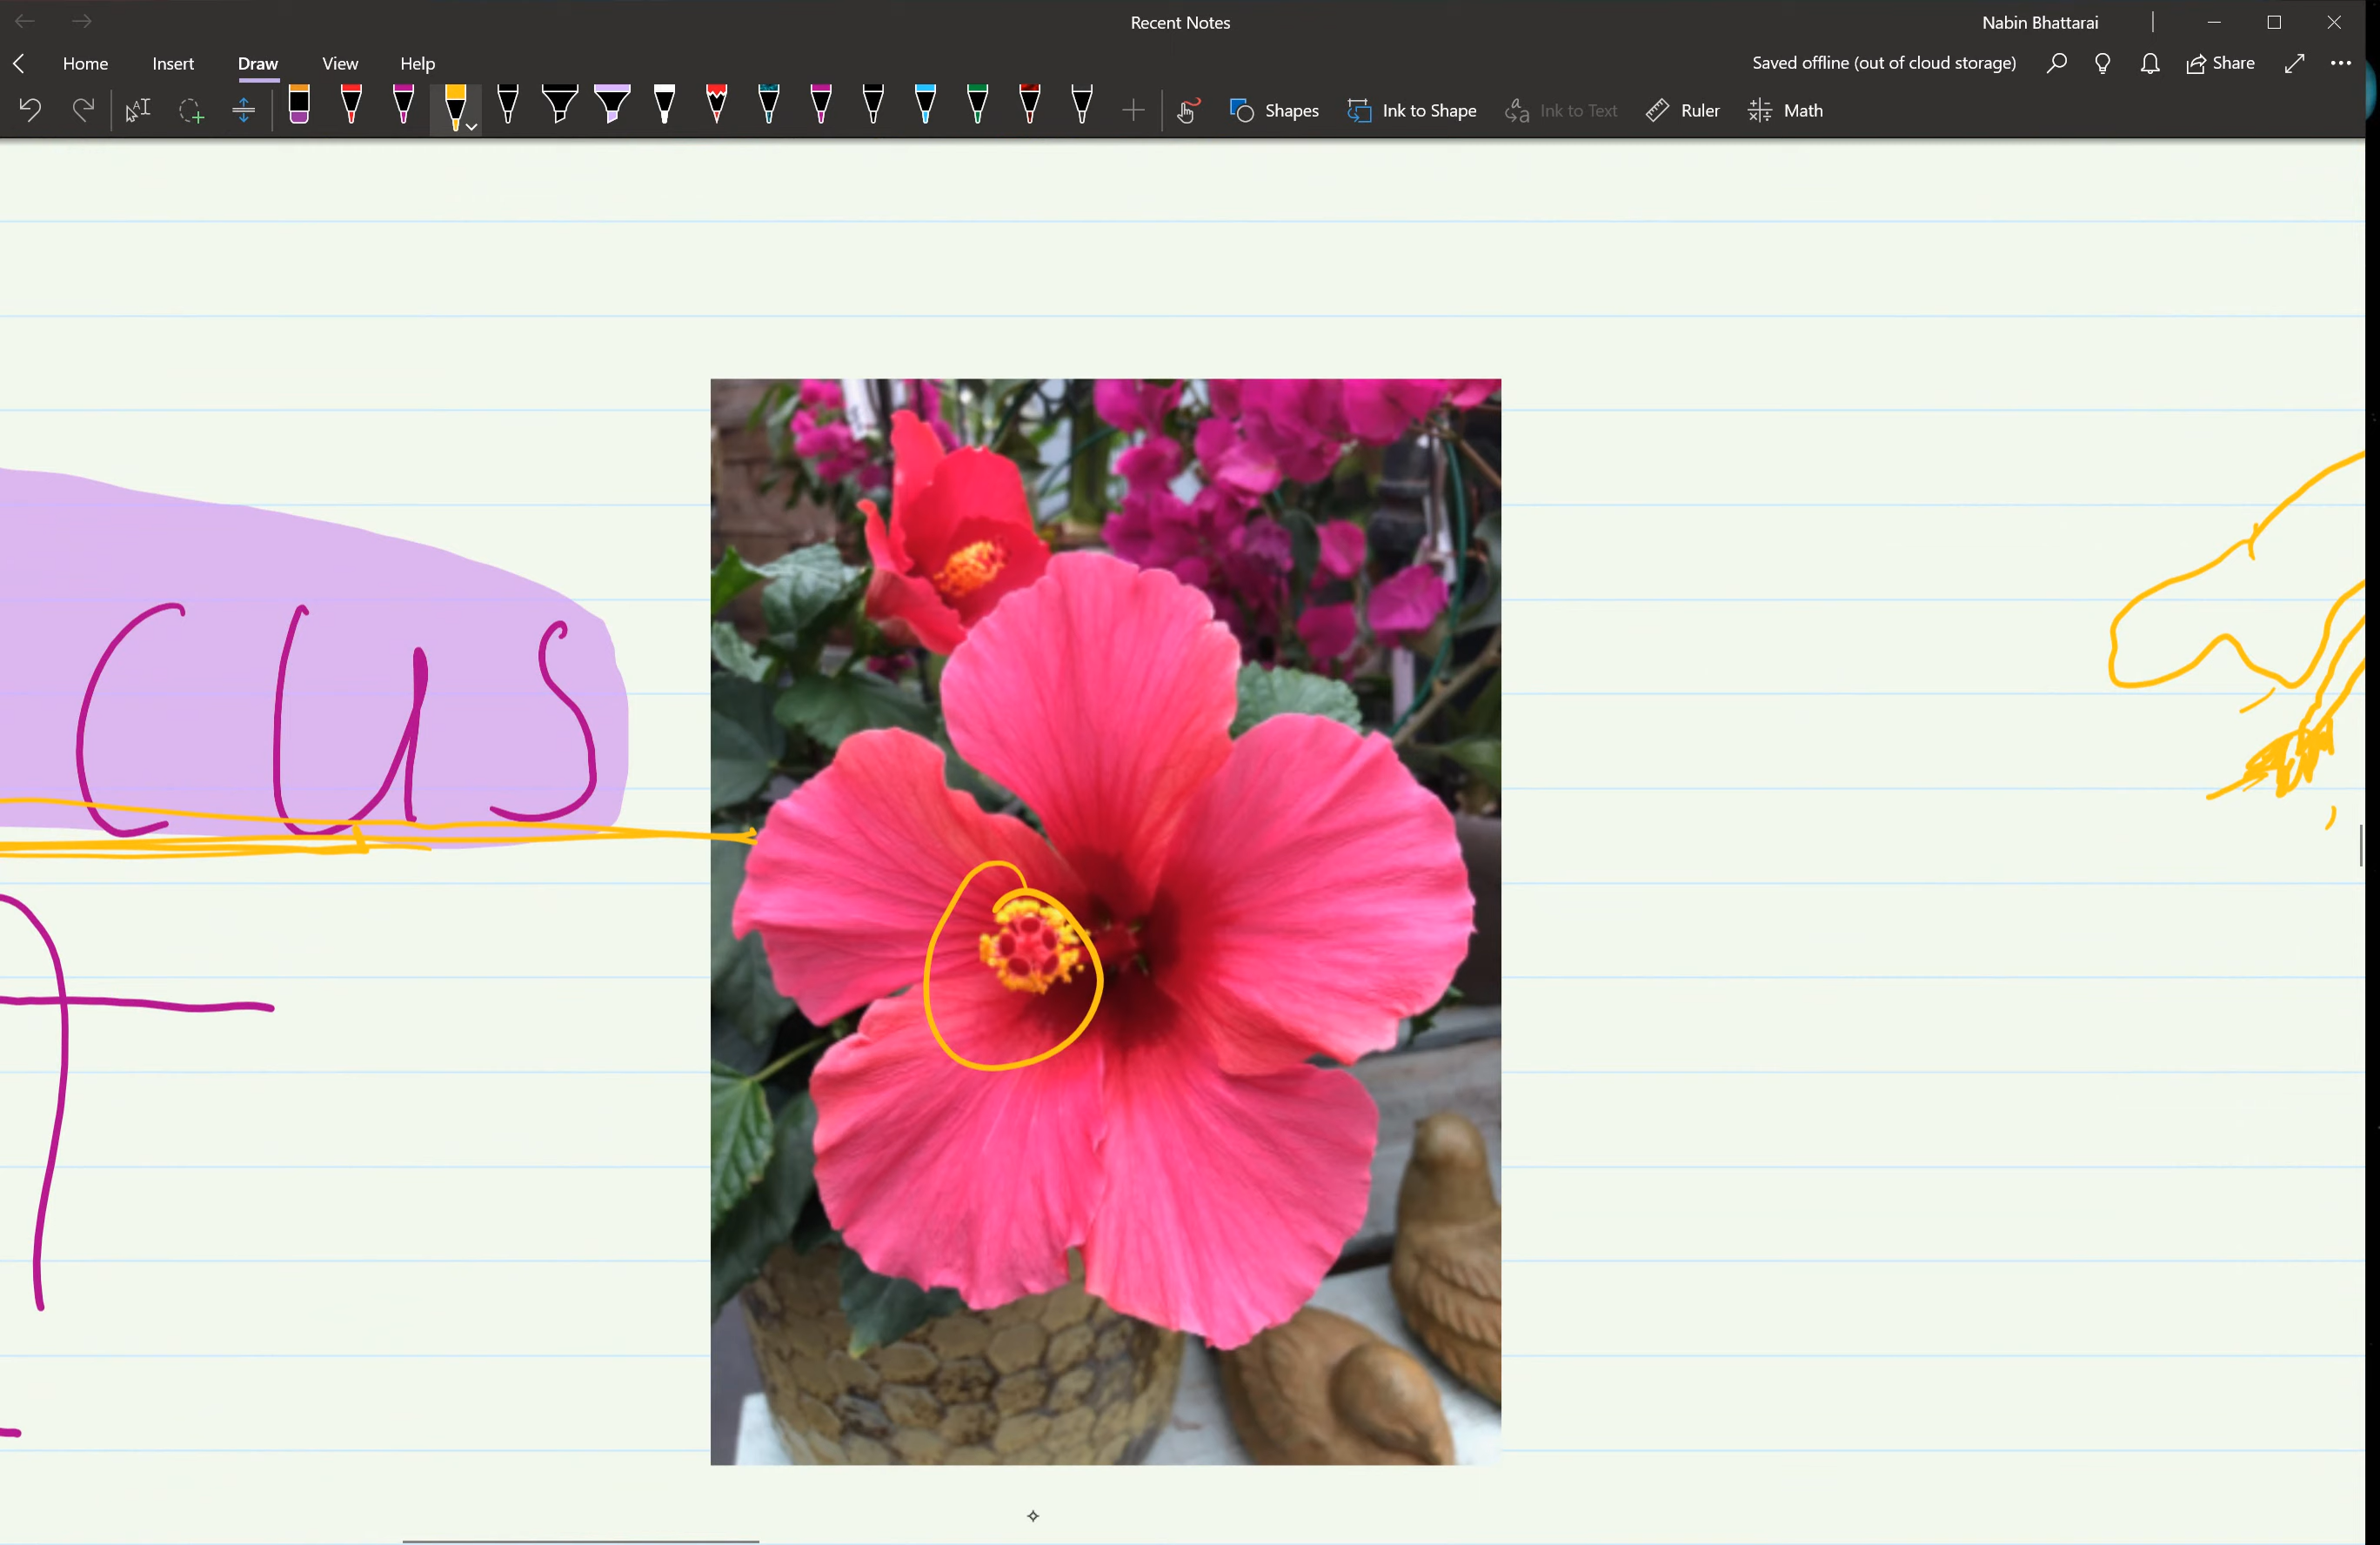 Recent Notes
Nabin Bhattarai
Home Insert Draw View Help
Saved offline (out of cloud storage)
Share
Shapes
Ink to Shape
Ink to Text
Ruler
Math
CUS